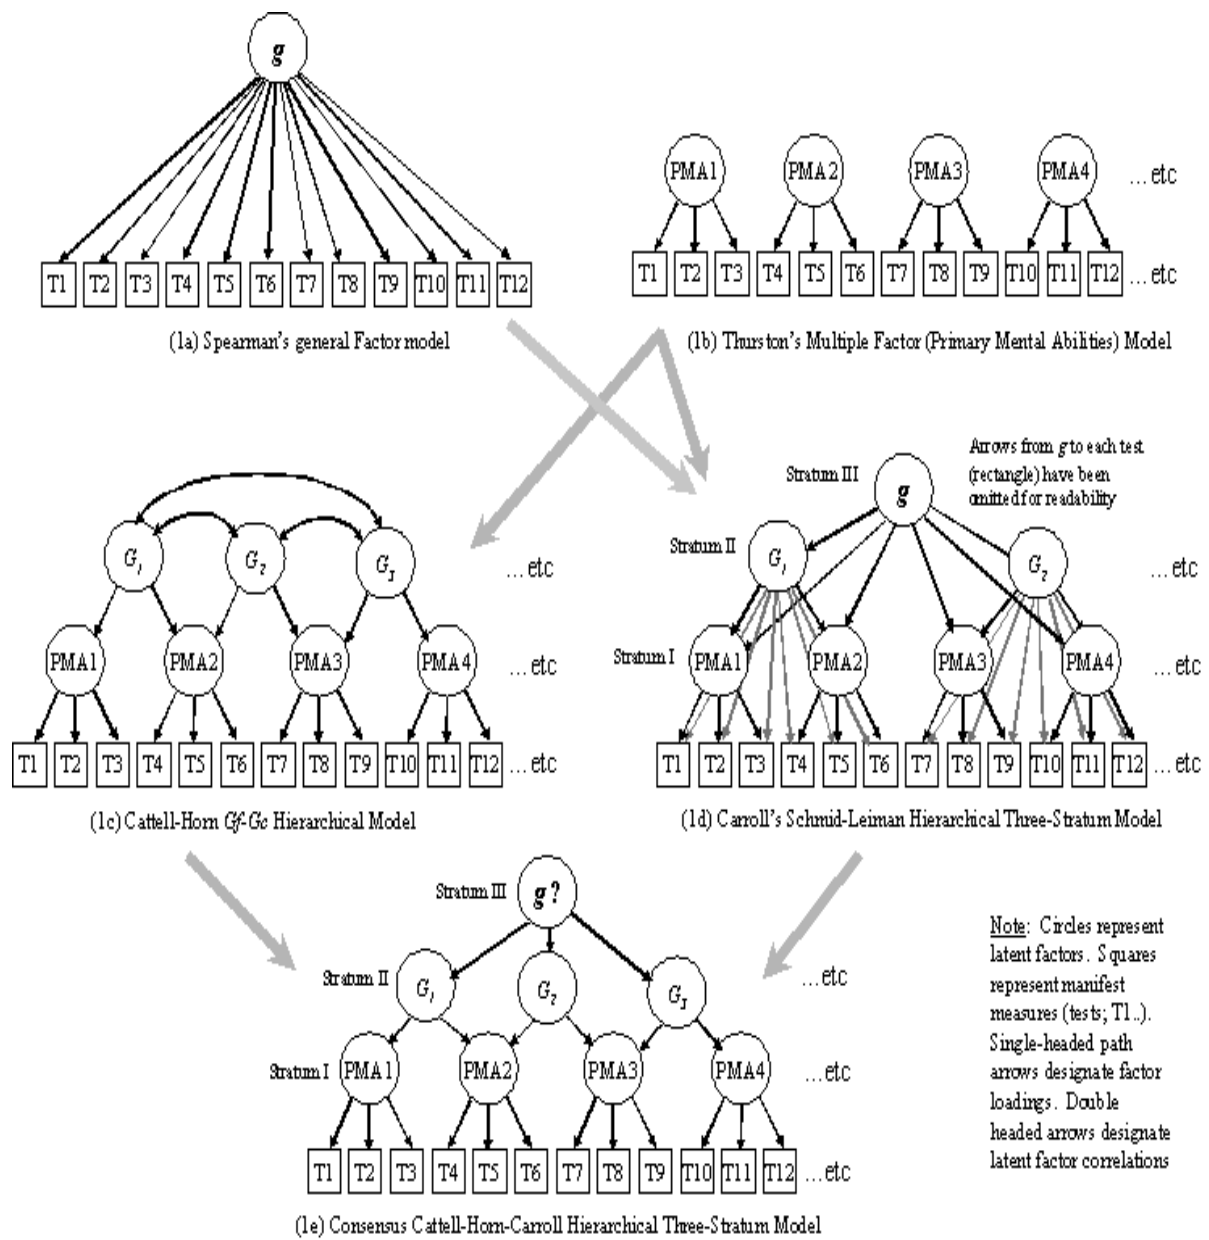 g
T1 T2 T3 T4 T5 T6 T7 T8 T9 T10 T11 T12
(1a) Spearman's general Factor model
PMA1 PMA2 PMA3 PMA4 ...etc
T1 T2 T3 T4 T5 T6 T7 T8 T9 T10 T11 T12 ...etc
(1b) Thurston's Multiple Factor (Primary Mental Abilities) Model
G1 G2 G3 ...etc
PMA1 PMA2 PMA3 PMA4 ...etc
T1 T2 T3 T4 T5 T6 T7 T8 T9 T10 T11 T12 ...etc
(1c) Cattell-Horn Gf-Gc Hierarchical Model
Arrows from g to each test
(rectangle) have been
omitted for readability
Stratum III g
Stratum II G1 G2 ...etc
Stratum I PMA1 PMA2 PMA3 PMA4 ...etc
T1 T2 T3 T4 T5 T6 T7 T8 T9 T10 T11 T12 ...etc
(1d) Carroll's Schmid-Leiman Hierarchical Three-Stratum Model
Stratum III g?
Stratum II G1 G2 G3 ...etc
Stratum I PMA1 PMA2 PMA3 PMA4 ...etc
T1 T2 T3 T4 T5 T6 T7 T8 T9 T10 T11 T12 ...etc
(1e) Consensus Cattell-Horn-Carroll Hierarchical Three-Stratum Model
Note: Circles represent
latent factors. Squares
represent manifest
measures (tests; T1..).
Single-headed path
arrows designate factor
loadings. Double
headed arrows designate
latent factor correlations